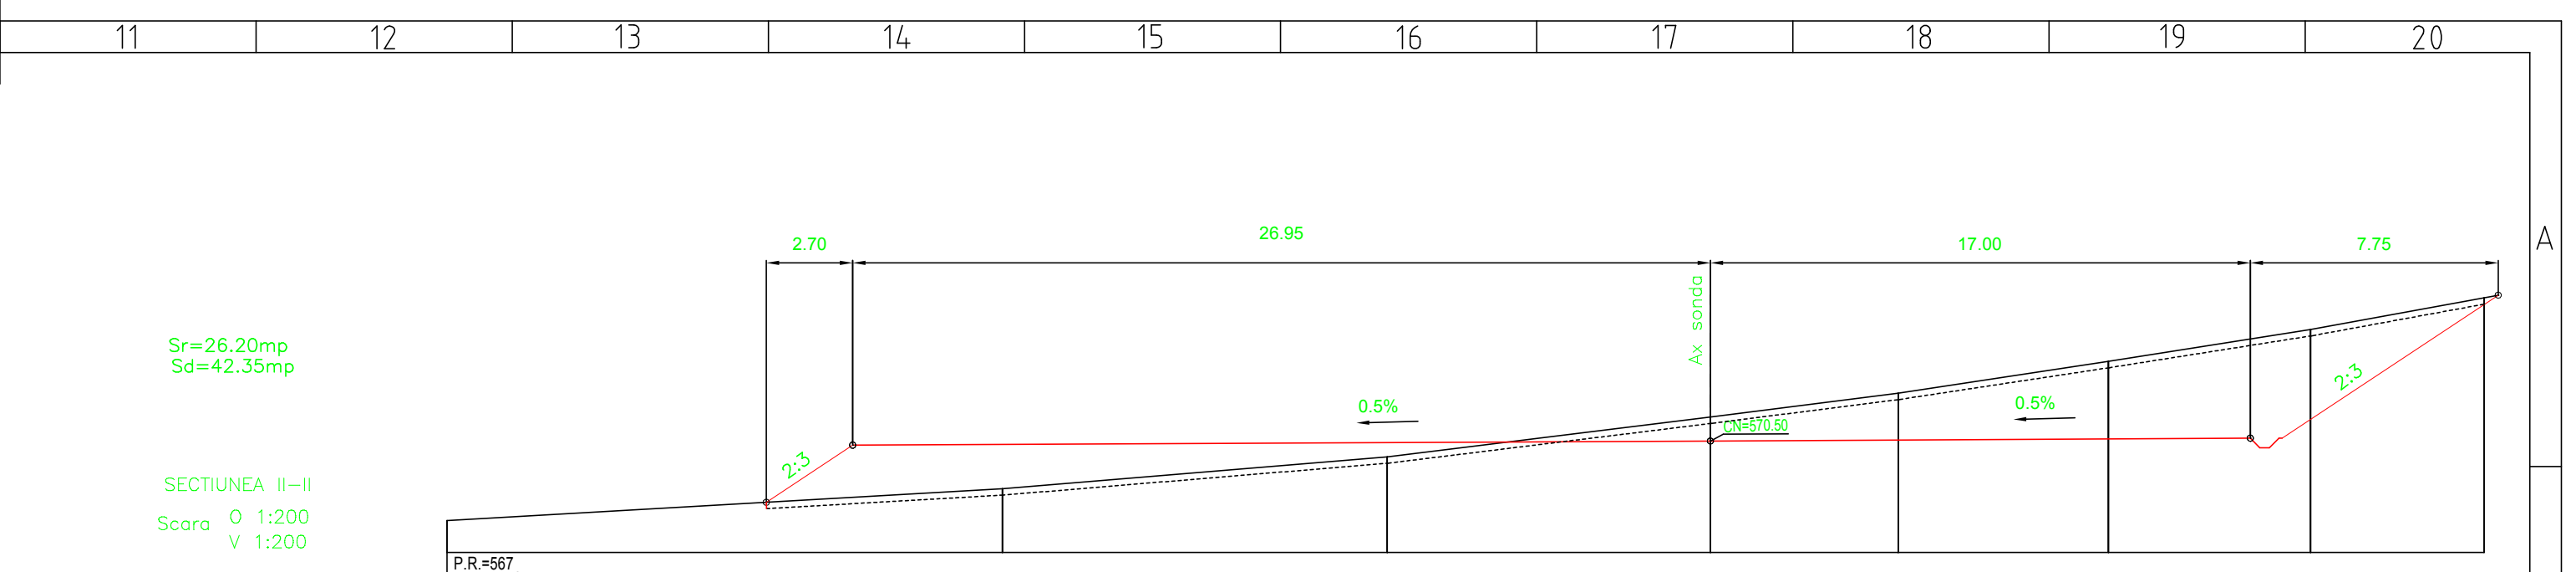 11 12 13 14 15 16 17 18 19 20
A
2.70 26.95 17.00 7.75
Ax sonda
Sr=26.20mp
Sd=42.35mp
0.5% 0.5%
2:3
CN=570.50
2:3
SECTIUNEA II-II
Scara O 1:200
V 1:200
P.R.=567